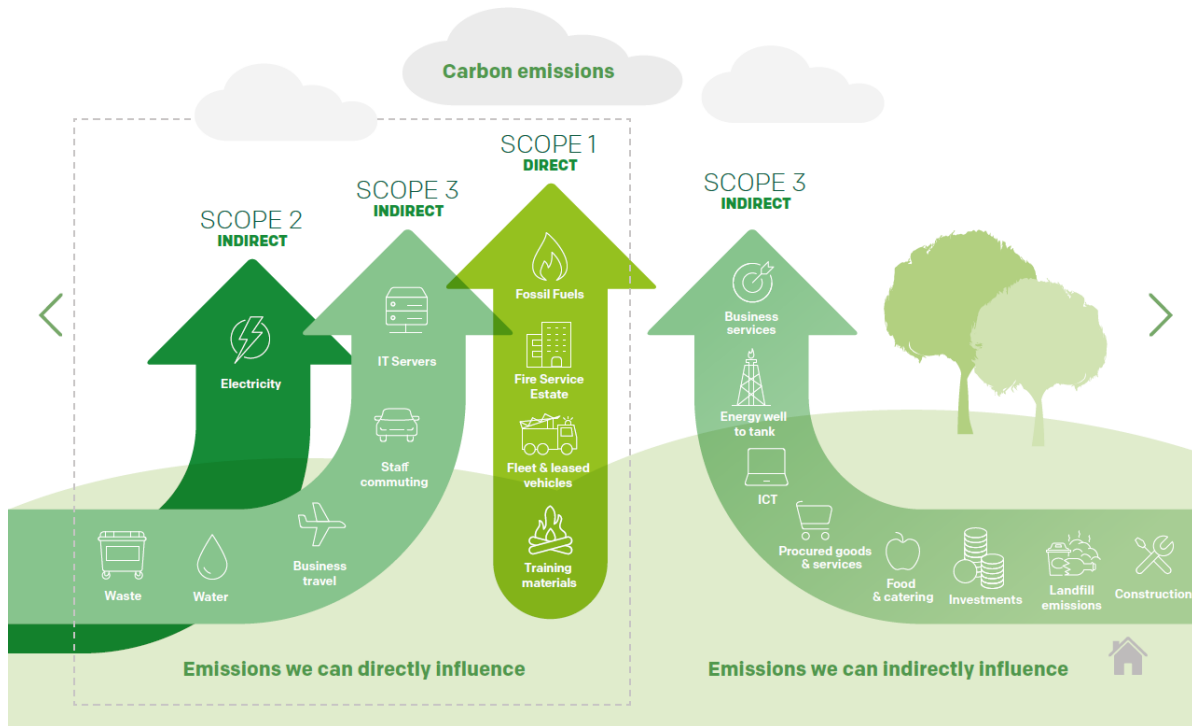 Carbon emissions
SCOPE 2
INDIRECT
Electricity
SCOPE 3
INDIRECT
IT Servers
Staff
commuting
Business
travel
Water
Waste
SCOPE 1
DIRECT
Fossil Fuels
Fire Service
Estate
Fleet & leased
vehicles
Training
materials
Emissions we can directly influence
SCOPE 3
INDIRECT
Business
services
Energy well
to tank
ICT
Procured goods
& services
Food
& catering
Investments
Landfill
emissions
Construction
Emissions we can indirectly influence